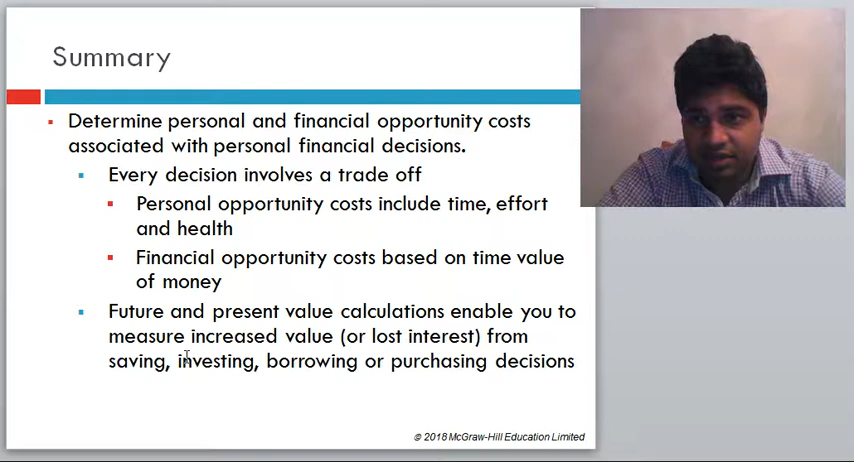 Summary
Determine personal and financial opportunity costs
associated with personal financial decisions.
Every decision involves a trade off
Personal opportunity costs include time, effort
and health
Financial opportunity costs based on time value
of money
Future and present value calculations enable you to
measure increased value (or lost interest) from
saving, investing, borrowing or purchasing decisions
© 2018 McGraw-Hill Education Limited